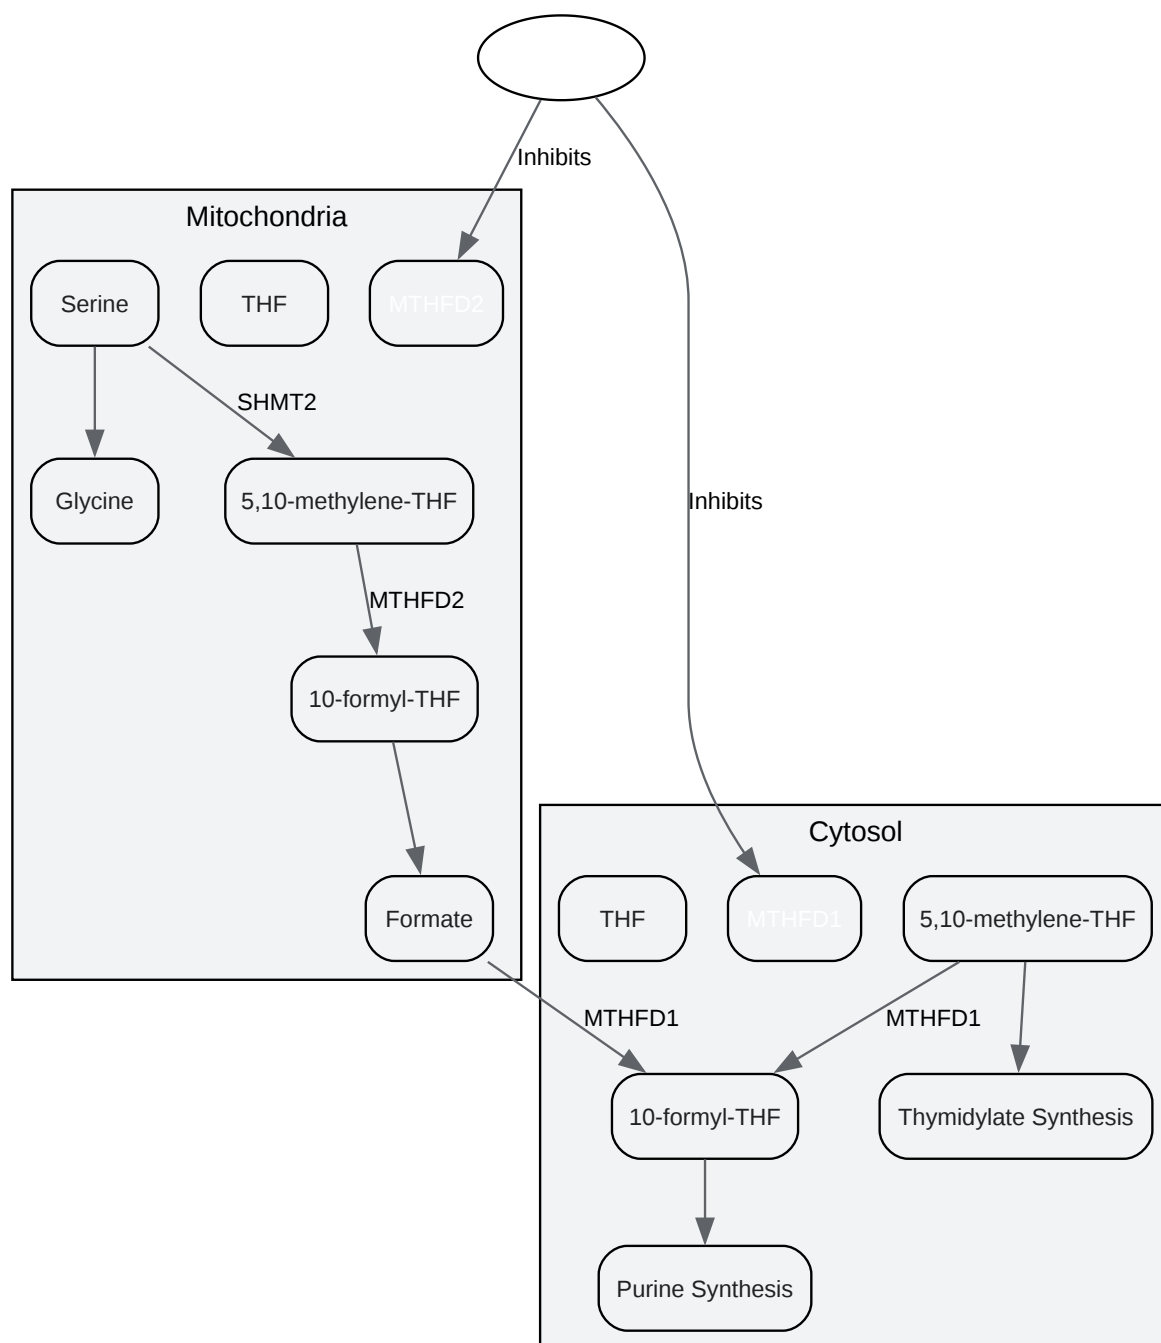 Inhibits
Mitochondria
Serine
THF
MTHFD2
SHMT2
Glycine
5,10-methylene-THF
Inhibits
MTHFD2
10-formyl-THF
Cytosol
Formate
THF
MTHFD1
5,10-methylene-THF
MTHFD1
MTHFD1
10-formyl-THF
Thymidylate Synthesis
Purine Synthesis